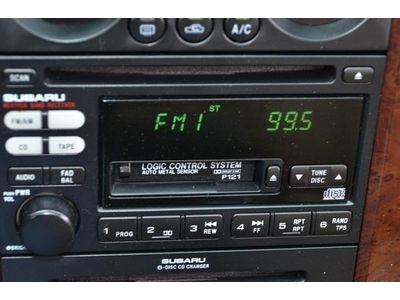 A/C
SCAN
SUBARU
WEATHER BAND RECEIVER
FM/AM
CD TAPE
AUDIO FAD BAL
PUSH PWR
VOL
FM1 ST 99.5
LOGIC CONTROL SYSTEM
AUTO METAL SENSOR
P121
TUNE
DISC
1 PROG 2 3 REW 4 FF 5 RPT RPT 6 RAND TPS
SUBARU
6-DISC CD CHANGER